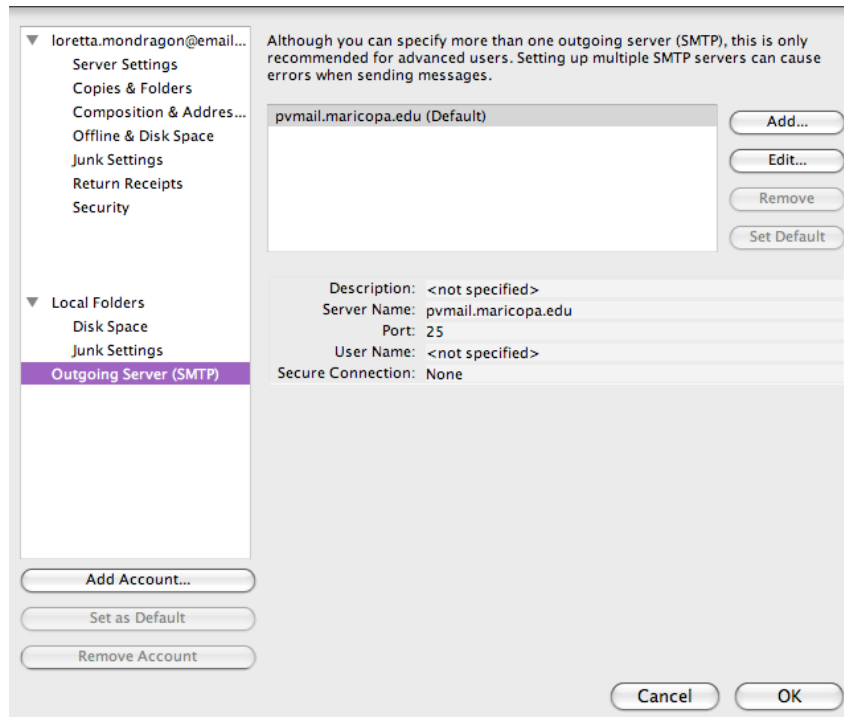 loretta.mondragon@email...
Server Settings
Copies & Folders
Composition & Addres...
Offline & Disk Space
Junk Settings
Return Receipts
Security
Local Folders
Disk Space
Junk Settings
Outgoing Server (SMTP)
Add Account...
Set as Default
Remove Account
Although you can specify more than one outgoing server (SMTP), this is only
recommended for advanced users. Setting up multiple SMTP servers can cause
errors when sending messages.
pvmail.maricopa.edu (Default)
Add...
Edit...
Remove
Set Default
Description: <not specified>
Server Name: pvmail.maricopa.edu
Port: 25
User Name: <not specified>
Secure Connection: None
Cancel
OK